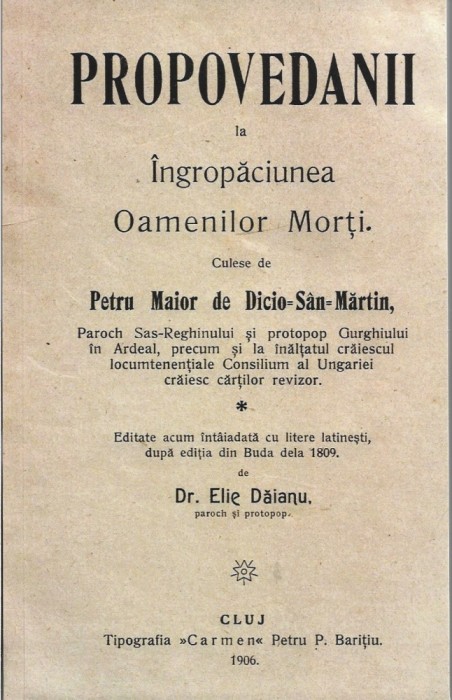 PROPOVEDANII
la
Îngropăciunea
Oamenilor Morți.
Culese de
Petru Maior de Dicio=Sân=Mărtin,
Paroch Sas-Reghinului și protopop Gurghiului
în Ardeal, precum și la înălțatul crăiescul
locumtenențiale Consilium al Ungariei
crăiesc cărților revizor.
*
Editate acum întâiadată cu litere latinești,
după ediția din Buda dela 1809.
de
Dr. Elie Dăianu,
paroch și protopop.
CLUJ
Tipografia »Carmen« Petru P. Barițiu.
1906.